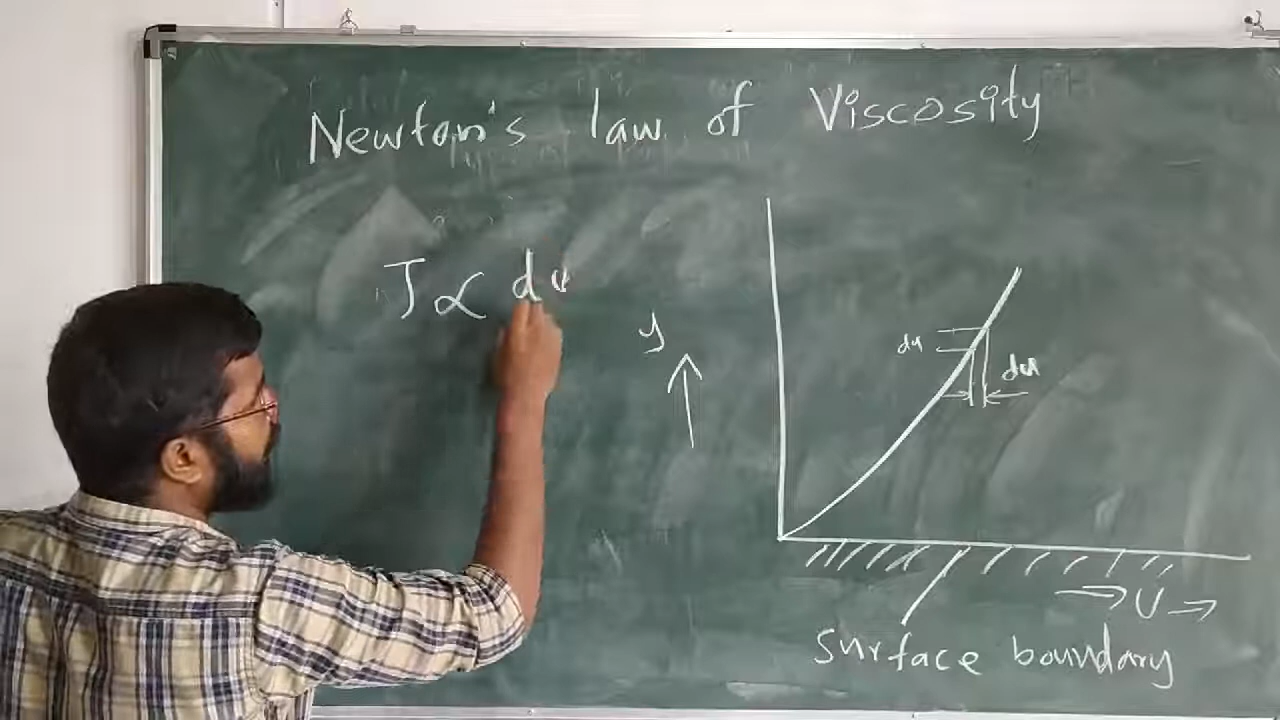 Newton's law of Viscosity
τ ∝ du
y
du
du
U
surface boundary